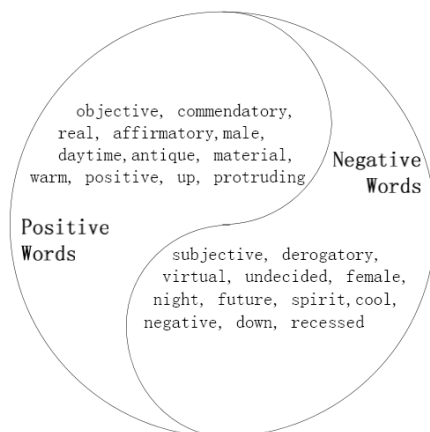 objective, commendatory,
real, affirmatory,male,
daytime,antique, material,
warm, positive, up, protruding
Negative
Words
Positive
Words
subjective, derogatory,
virtual, undecided, female,
night, future, spirit,cool,
negative, down, recessed